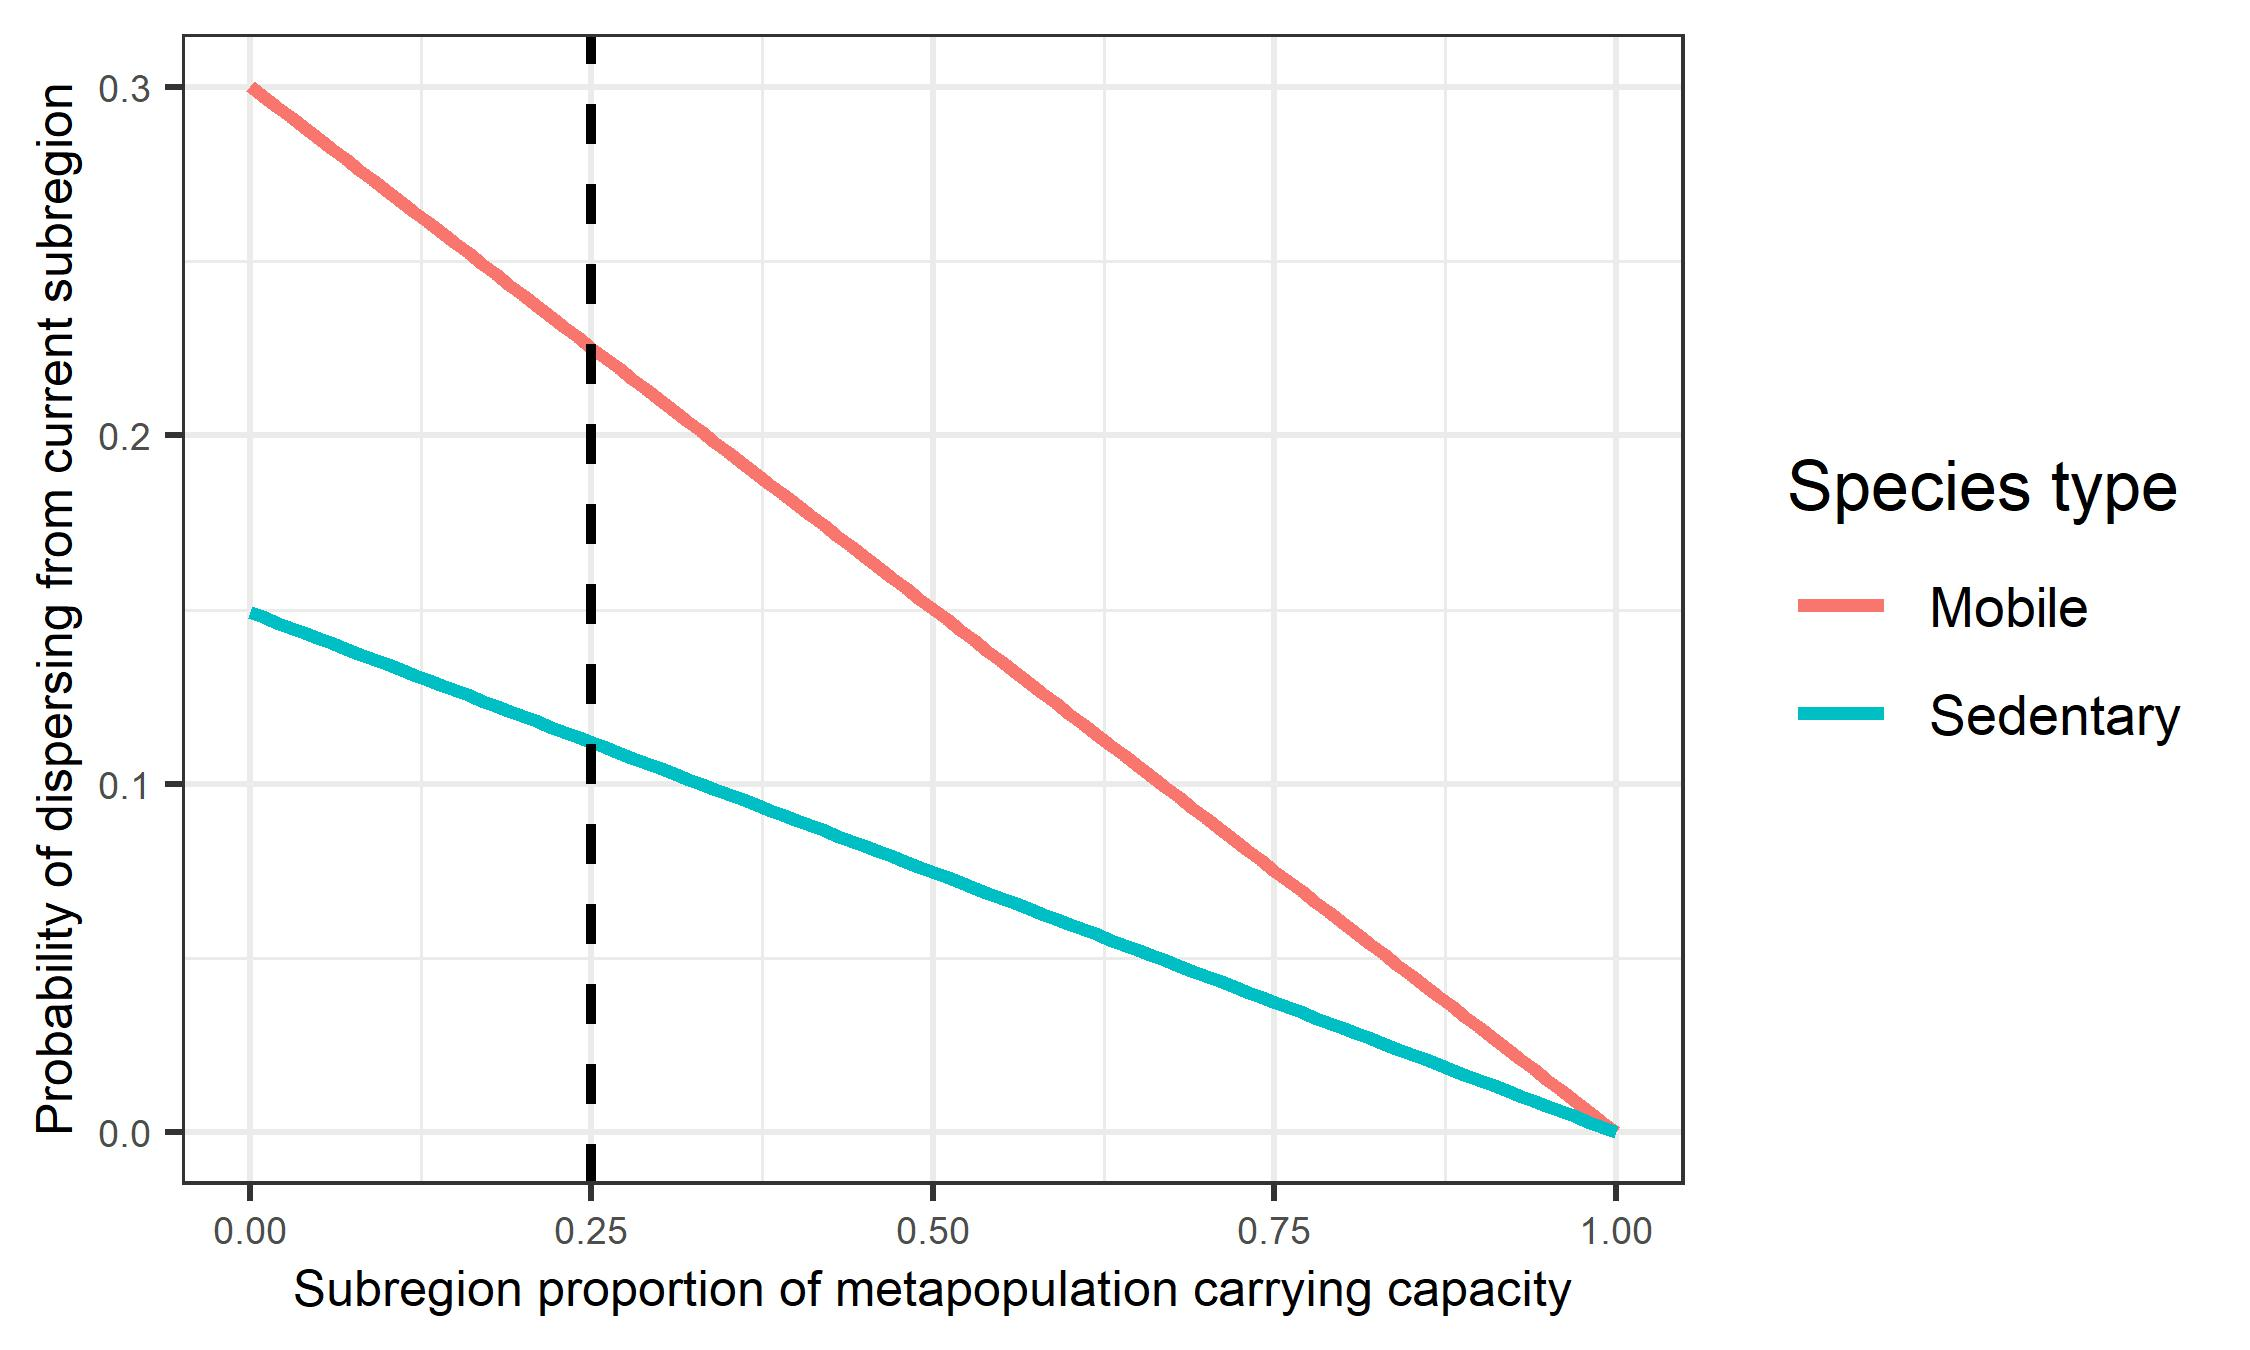 Probability of dispersing from current subregion
0.3
0.2
0.1
0.0
0.00 0.25 0.50 0.75 1.00
Subregion proportion of metapopulation carrying capacity
Species type
Mobile
Sedentary